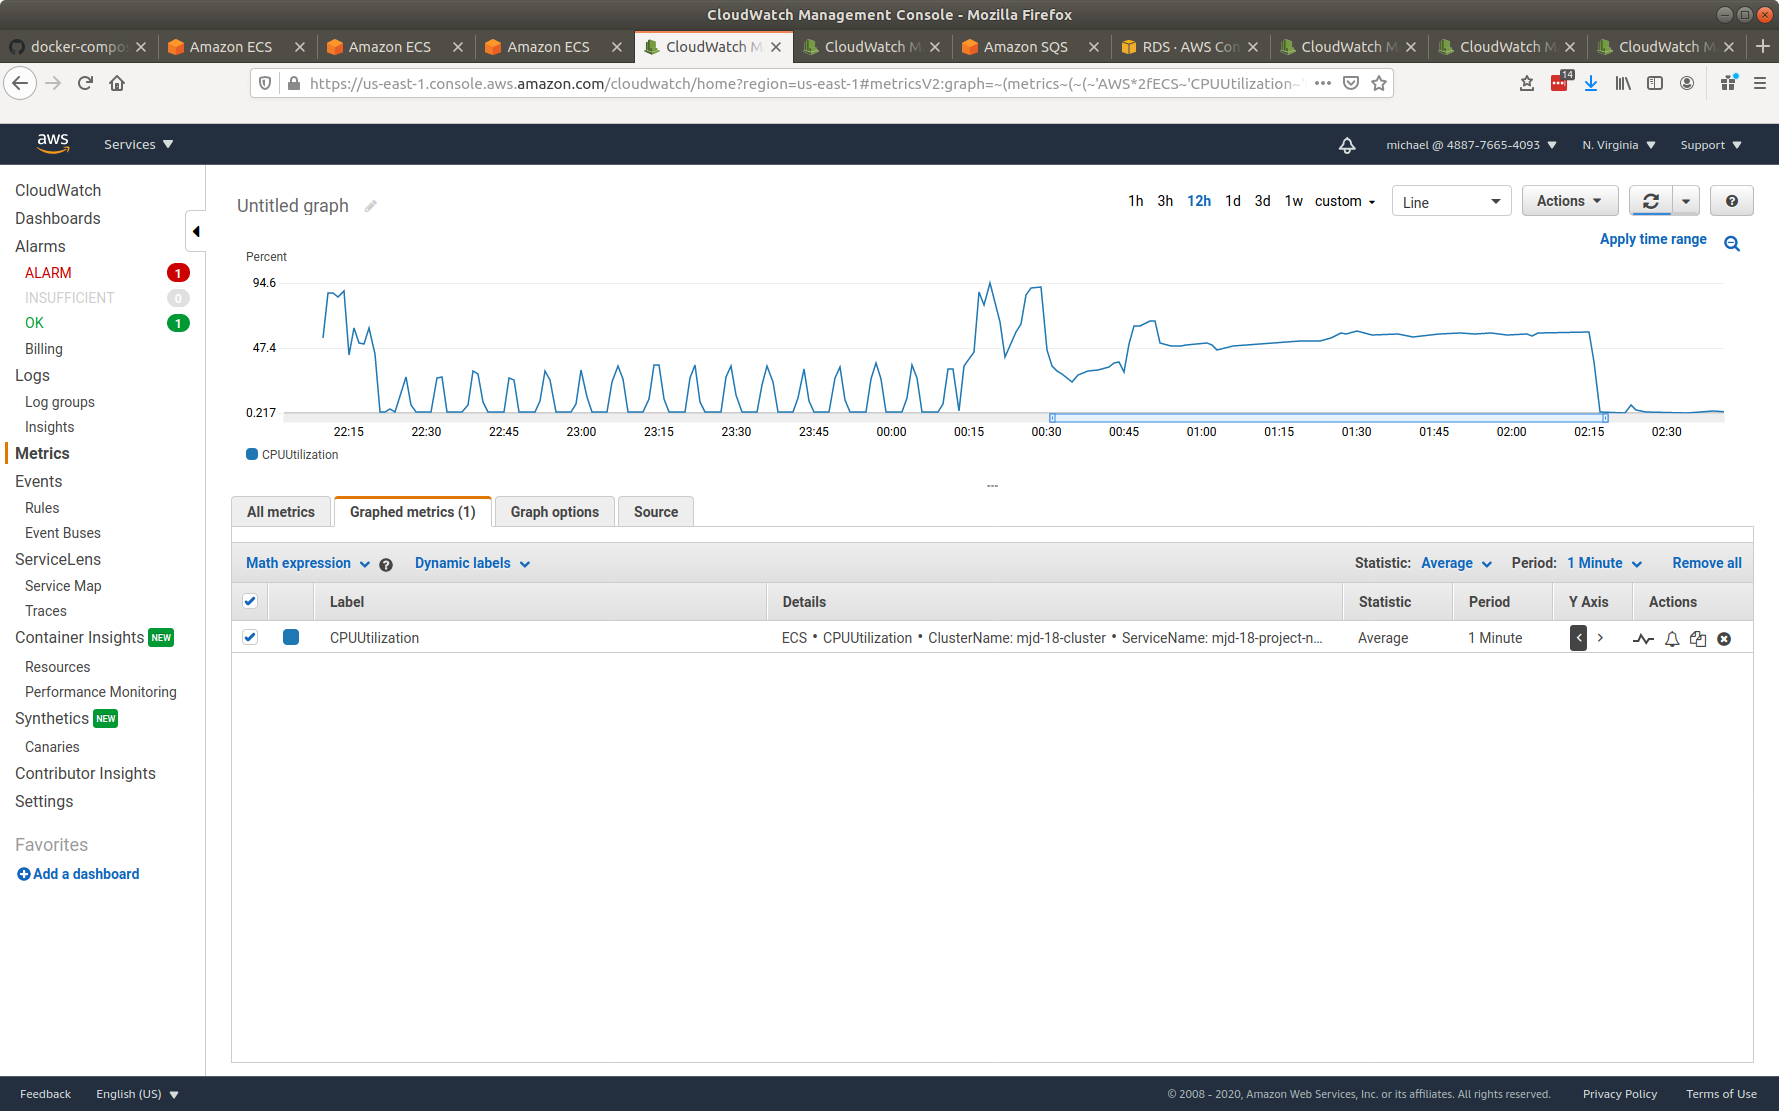 CloudWatch Management Console - Mozilla Firefox
docker-compo
Amazon ECS
Amazon ECS
Amazon ECS
CloudWatch M
CloudWatch M
Amazon SQS
RDS · AWS Con
CloudWatch M
CloudWatch M
CloudWatch M
https://us-east-1.console.aws.amazon.com/cloudwatch/home?region=us-east-1#metricsV2:graph=~(metrics~(~(~'AWS*2fECS~'CPUUtilization~'
14
aws
Services
michael @ 4887-7665-4093
N. Virginia
Support
CloudWatch
Dashboards
Alarms
ALARM 1
INSUFFICIENT 0
OK 1
Billing
Logs
Log groups
Insights
Metrics
Events
Rules
Event Buses
ServiceLens
Service Map
Traces
Container Insights NEW
Resources
Performance Monitoring
Synthetics NEW
Canaries
Contributor Insights
Settings
Favorites
Add a dashboard
Untitled graph
1h 3h 12h 1d 3d 1w custom
Line
Actions
?
Apply time range
Percent
94.6
47.4
0.217
22:15 22:30 22:45 23:00 23:15 23:30 23:45 00:00 00:15 00:30 00:45 01:00 01:15 01:30 01:45 02:00 02:15 02:30
CPUUtilization
All metrics
Graphed metrics (1)
Graph options
Source
Math expression ? Dynamic labels
Statistic: Average Period: 1 Minute Remove all
Label Details Statistic Period Y Axis Actions
CPUUtilization ECS • CPUUtilization • ClusterName: mjd-18-cluster • ServiceName: mjd-18-project-n... Average 1 Minute < >
Feedback English (US)
© 2008 - 2020, Amazon Web Services, Inc. or its affiliates. All rights reserved. Privacy Policy Terms of Use